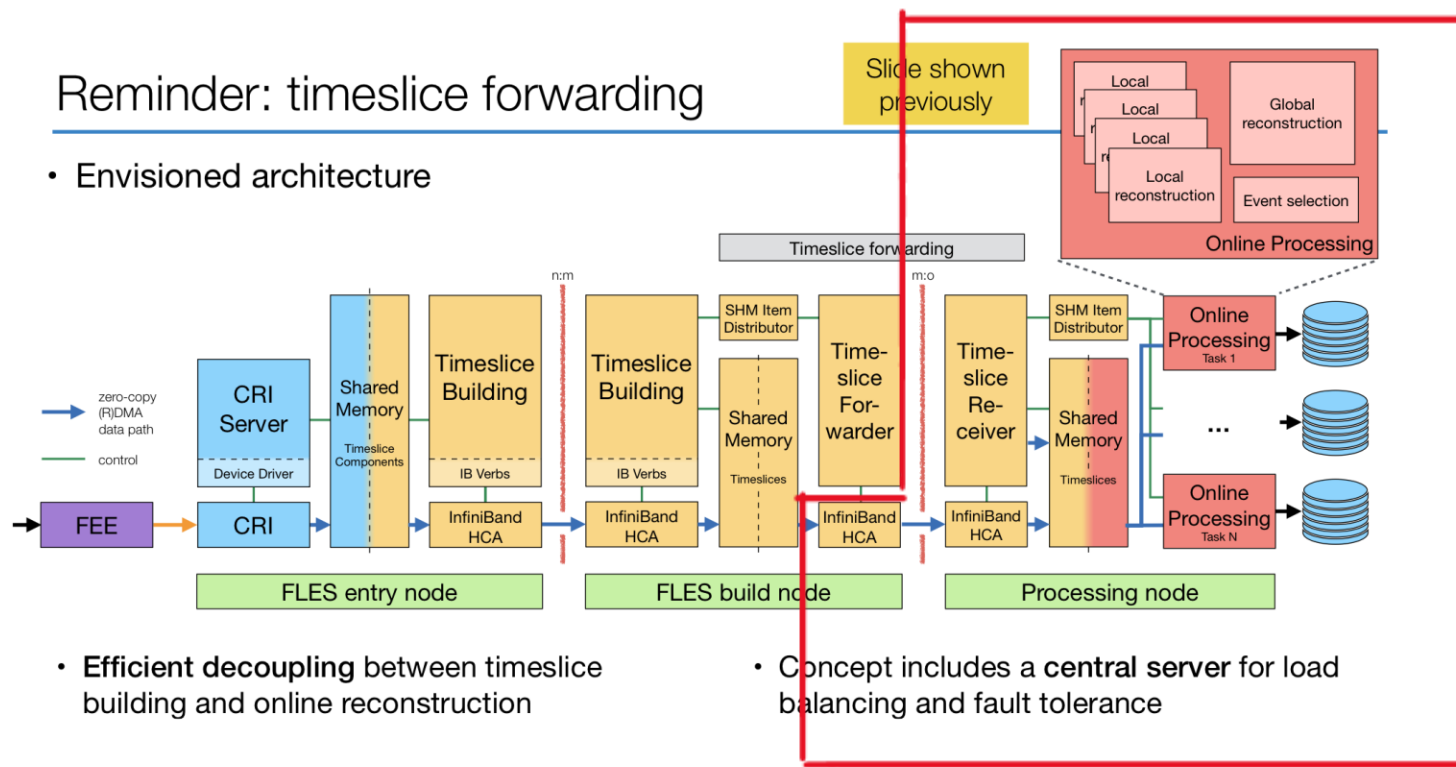 Slide shown
previously
Reminder: timeslice forwarding
• Envisioned architecture
Local
Local
Local
Local
reconstruction
Global
reconstruction
Event selection
Online Processing
Timeslice forwarding
n:m
m:o
zero-copy
(R)DMA
data path
control
FEE
CRI
Server
Device Driver
CRI
Shared
Memory
Timeslice
Components
Timeslice
Building
IB Verbs
InfiniBand
HCA
Timeslice
Building
IB Verbs
InfiniBand
HCA
SHM Item
Distributor
Shared
Memory
Timeslices
Time-
slice
For-
warder
InfiniBand
HCA
Time-
slice
Re-
ceiver
InfiniBand
HCA
SHM Item
Distributor
Shared
Memory
Timeslices
Online
Processing
Task 1
...
Online
Processing
Task N
FLES entry node
FLES build node
Processing node
• Efficient decoupling between timeslice
building and online reconstruction
• Concept includes a central server for load
balancing and fault tolerance